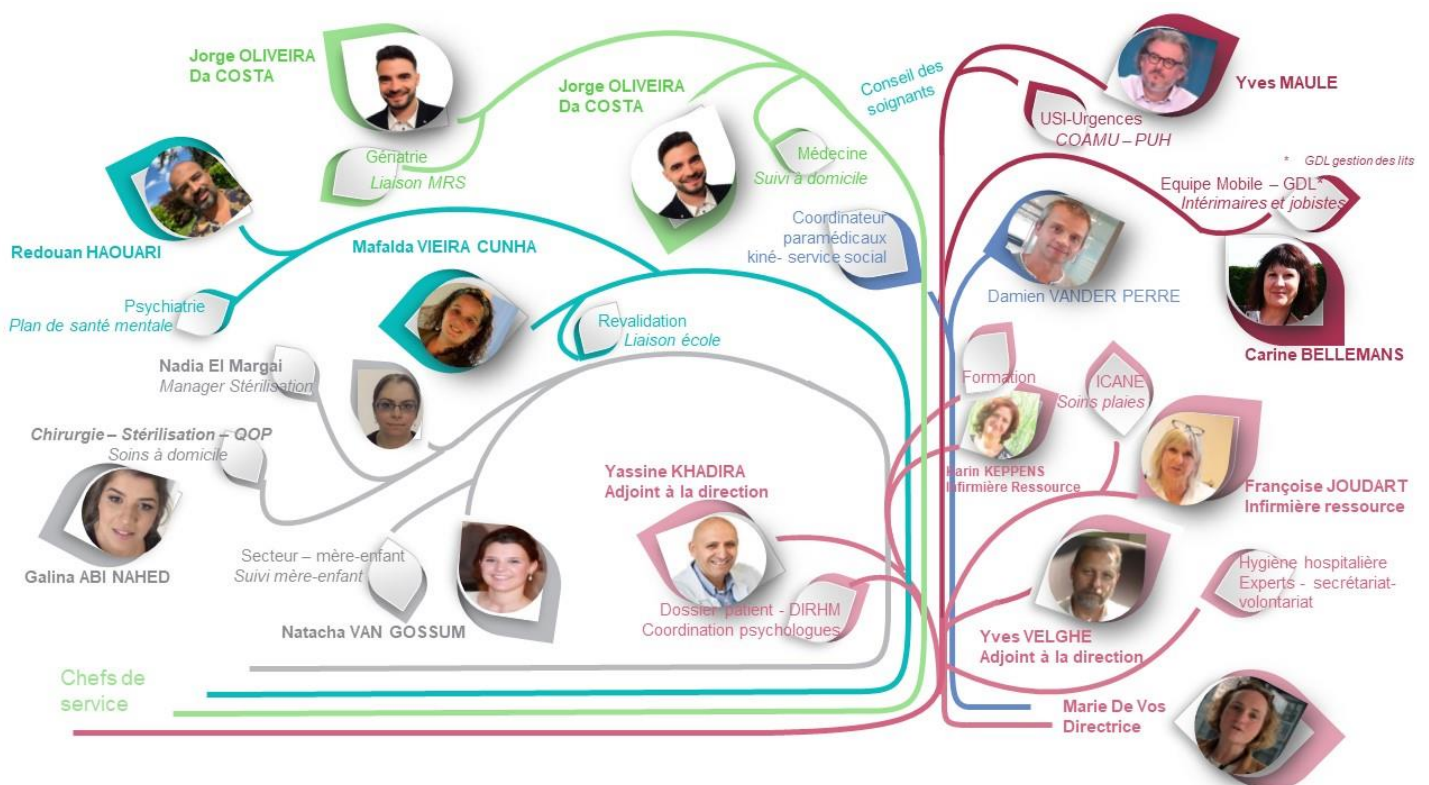 Jorge OLIVEIRA
Da COSTA
Gériatrie
Liaison MRS
Jorge OLIVEIRA
Da COSTA
Médecine
Suivi à domicile
Conseil des
soignants
Yves MAULE
USI-Urgences
COAMU – PUH
* GDL gestion des lits
Equipe Mobile – GDL*
Intérimaires et jobistes
Carine BELLEMANS
Redouan HAOUARI
Psychiatrie
Plan de santé mentale
Mafalda VIEIRA CUNHA
Revalidation
Liaison école
Coordinateur
paramédicaux
kiné- service social
Damien VANDER PERRE
Nadia El Margai
Manager Stérilisation
Chirurgie – Stérilisation – QOP
Soins à domicile
Galina ABI NAHED
Secteur – mère-enfant
Suivi mère-enfant
Natacha VAN GOSSUM
Formation
Karin KEPPENS
Infirmière Ressource
ICANE
Soins plaies
Françoise JOUDART
Infirmière ressource
Yassine KHADIRA
Adjoint à la direction
Dossier patient - DIRHM
Coordination psychologues
Yves VELGHE
Adjoint à la direction
Hygiène hospitalière
Experts - secrétariat-
volontariat
Chefs de
service
Marie De Vos
Directrice